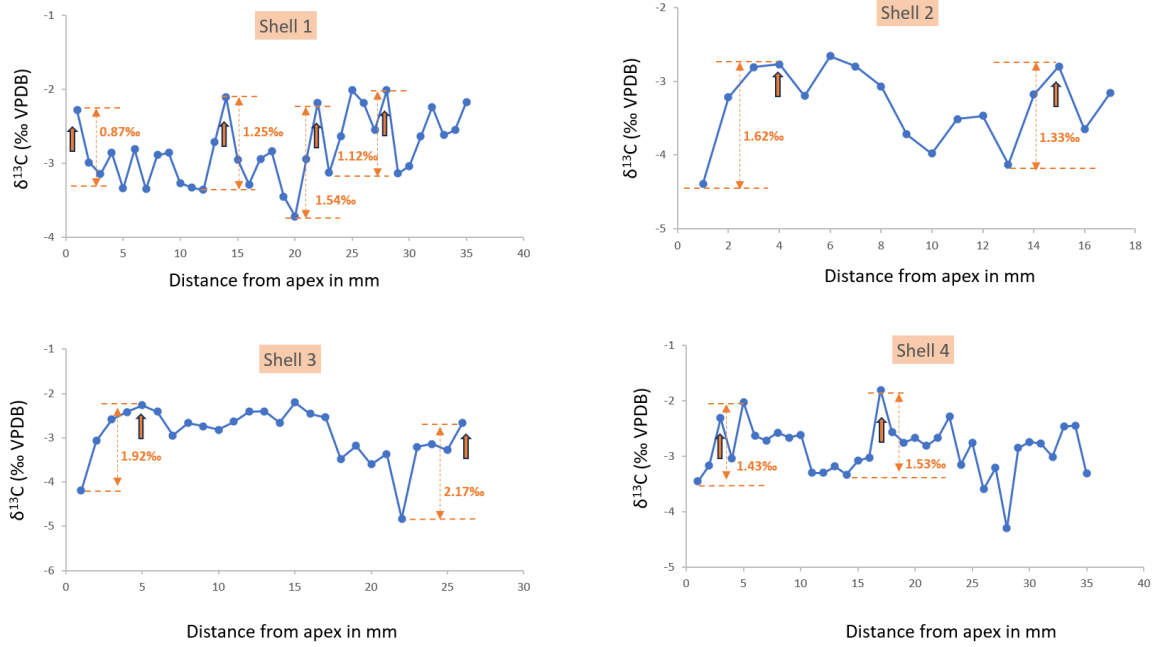 Shell 1
δ¹³C (‰ VPDB)
-1
-2
-3
-4
0.87‰
1.25‰
1.12‰
1.54‰
0 5 10 15 20 25 30 35 40
Distance from apex in mm
Shell 2
δ¹³C (‰ VPDB)
-2
-3
-4
-5
1.62‰
1.33‰
0 2 4 6 8 10 12 14 16 18
Distance from apex in mm
Shell 3
δ¹³C (‰ VPDB)
-1
-2
-3
-4
-5
-6
1.92‰
2.17‰
0 5 10 15 20 25 30
Distance from apex in mm
Shell 4
δ¹³C (‰ VPDB)
-1
-2
-3
-4
-5
1.43‰
1.53‰
0 5 10 15 20 25 30 35 40
Distance from apex in mm